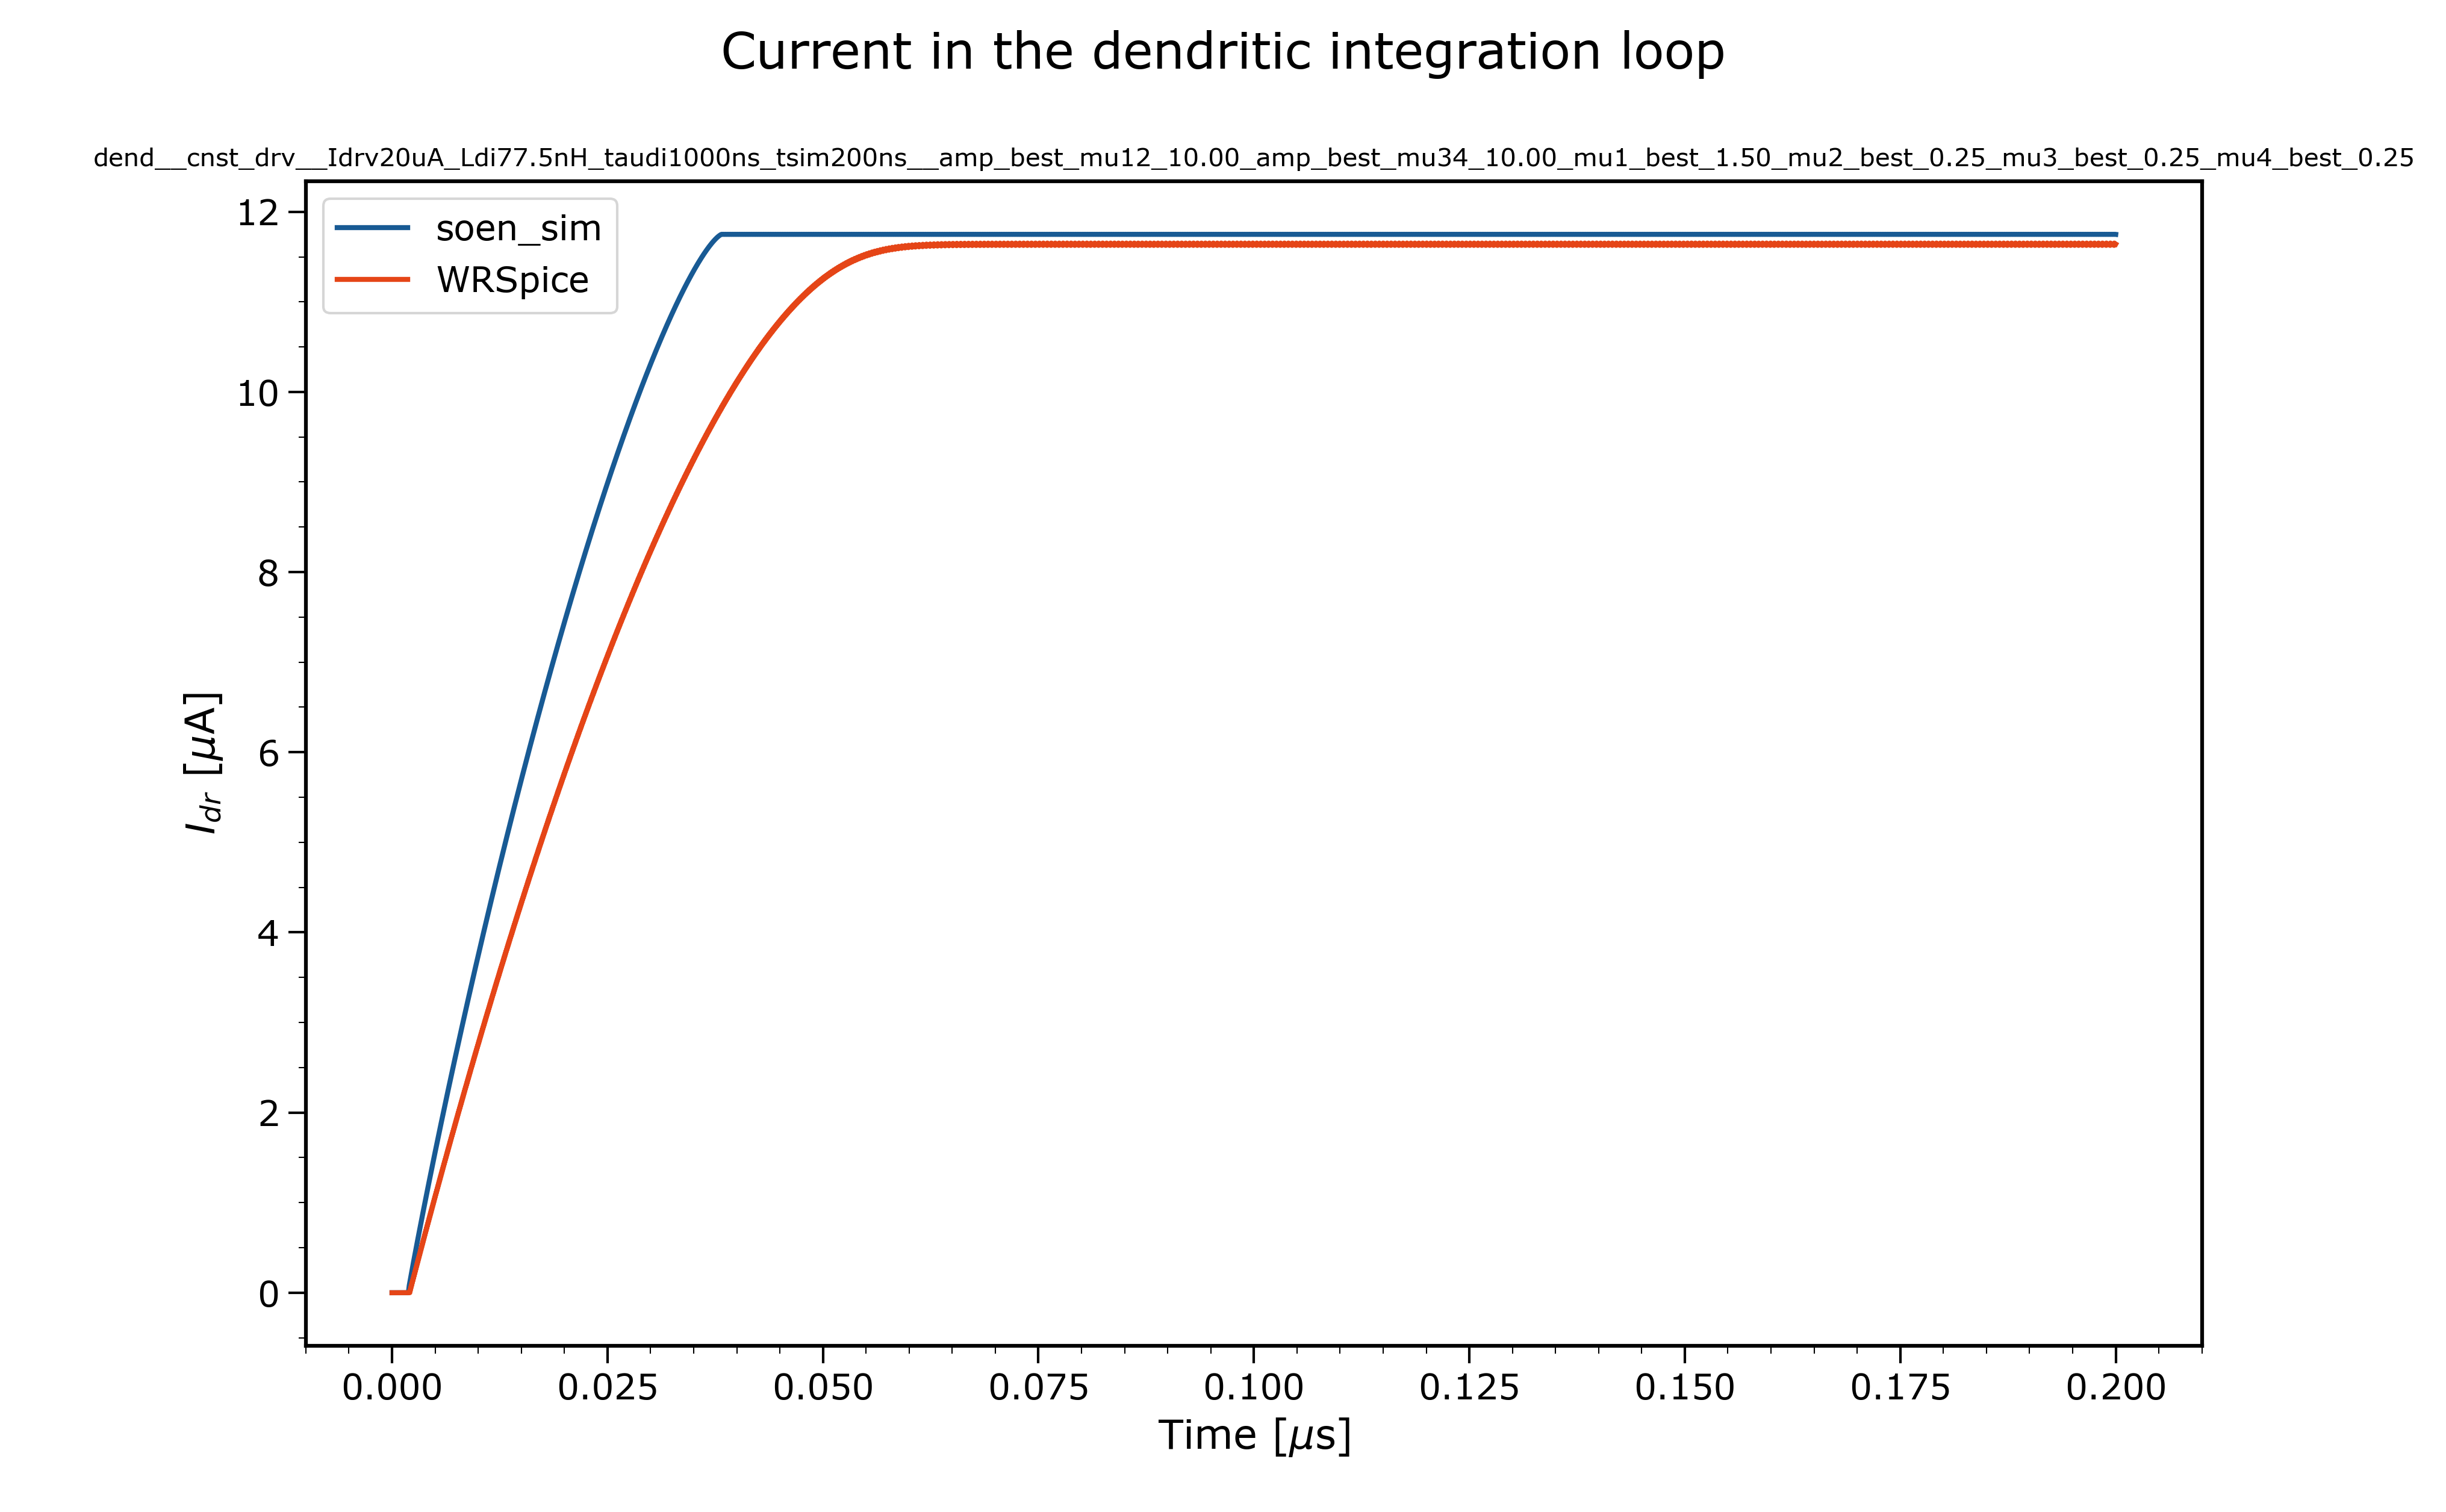 Current in the dendritic integration loop
dend__cnst_drv__Idrv20uA_Ldi77.5nH_taudi1000ns_tsim200ns__amp_best_mu12_10.00_amp_best_mu34_10.00_mu1_best_1.50_mu2_best_0.25_mu3_best_0.25_mu4_best_0.25
soen_sim
WRSpice
12
10
8
6
4
2
0
I_dr [μA]
0.000 0.025 0.050 0.075 0.100 0.125 0.150 0.175 0.200
Time [μs]